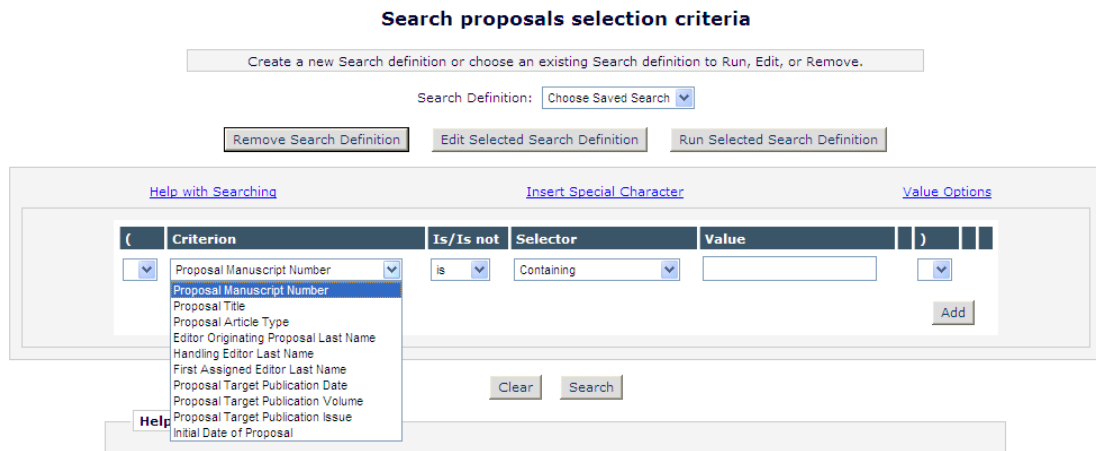 Search proposals selection criteria
Create a new Search definition or choose an existing Search definition to Run, Edit, or Remove.
Search Definition: Choose Saved Search
Remove Search Definition Edit Selected Search Definition Run Selected Search Definition
Help with Searching Insert Special Character Value Options
( Criterion Is/Is not Selector Value )
Proposal Manuscript Number is Containing
Proposal Manuscript Number
Proposal Title
Proposal Article Type
Add
Editor Originating Proposal Last Name
Handling Editor Last Name
First Assigned Editor Last Name
Proposal Target Publication Date
Clear Search
Proposal Target Publication Volume
Proposal Target Publication Issue
Help
Initial Date of Proposal